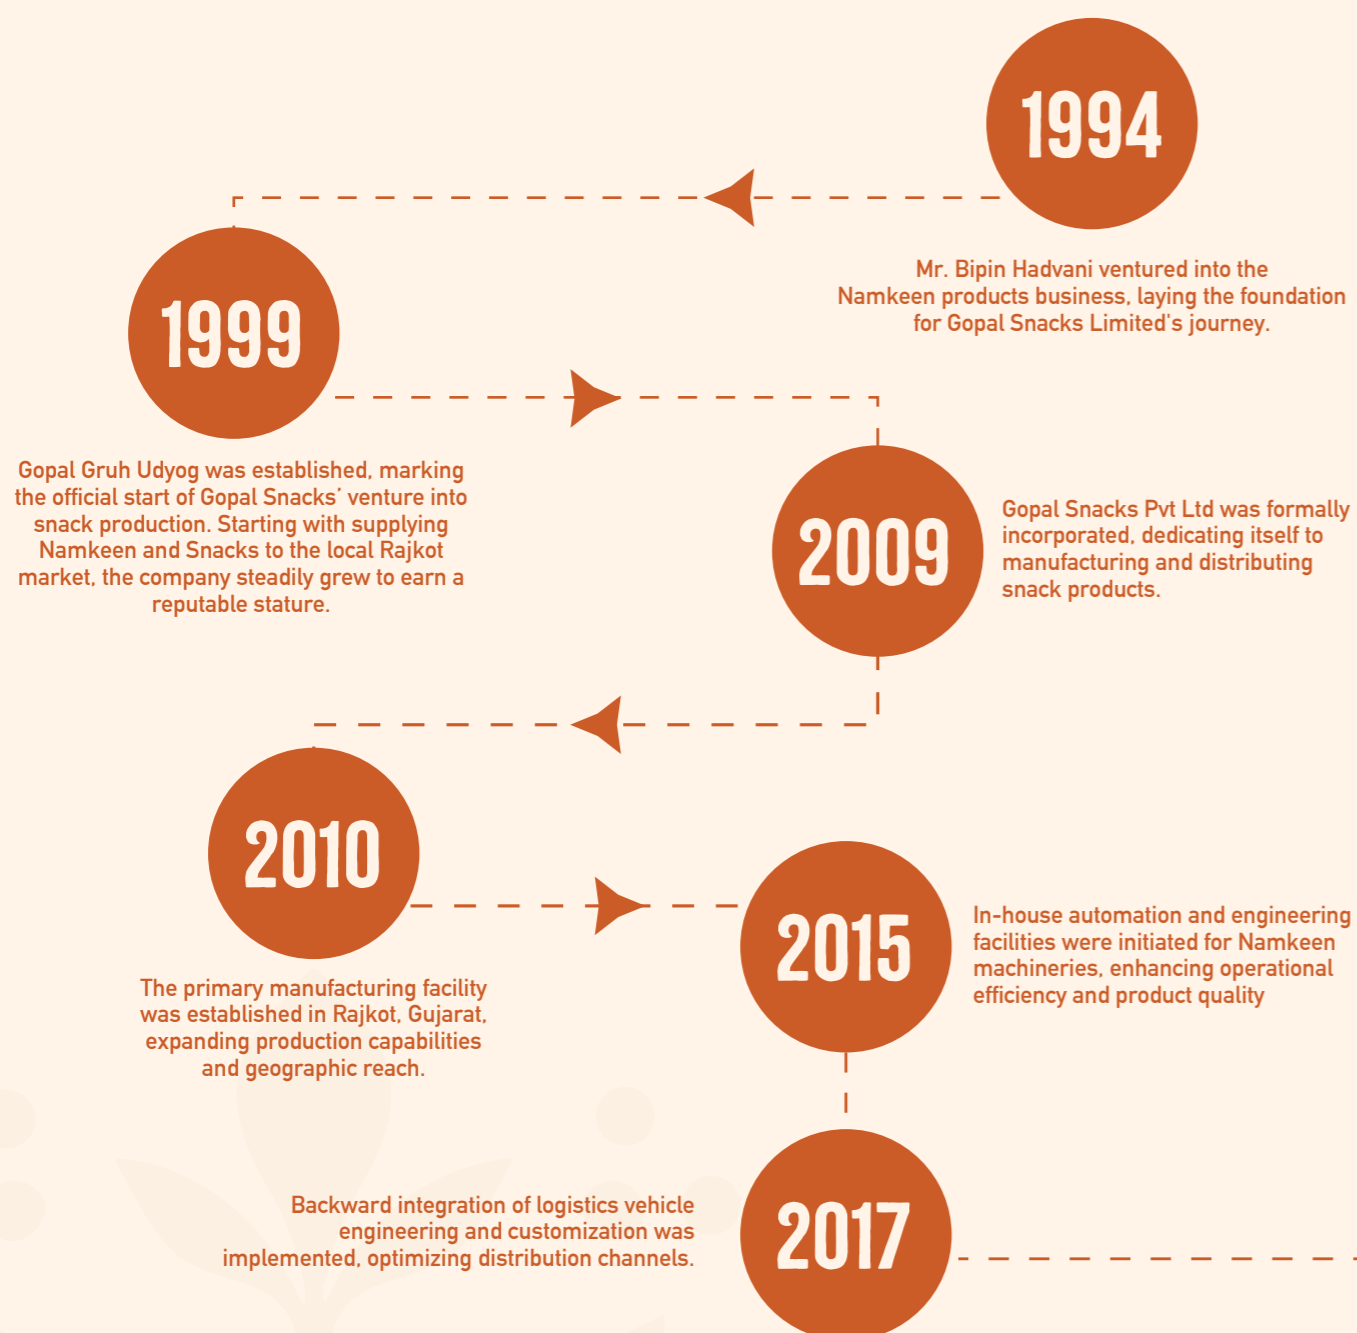 1994
Mr. Bipin Hadvani ventured into the
Namkeen products business, laying the foundation
for Gopal Snacks Limited's journey.
1999
Gopal Gruh Udyog was established, marking
the official start of Gopal Snacks’ venture into
snack production. Starting with supplying
Namkeen and Snacks to the local Rajkot
market, the company steadily grew to earn a
reputable stature.
2009
Gopal Snacks Pvt Ltd was formally
incorporated, dedicating itself to
manufacturing and distributing
snack products.
2010
The primary manufacturing facility
was established in Rajkot, Gujarat,
expanding production capabilities
and geographic reach.
2015
In-house automation and engineering
facilities were initiated for Namkeen
machineries, enhancing operational
efficiency and product quality
2017
Backward integration of logistics vehicle
engineering and customization was
implemented, optimizing distribution channels.